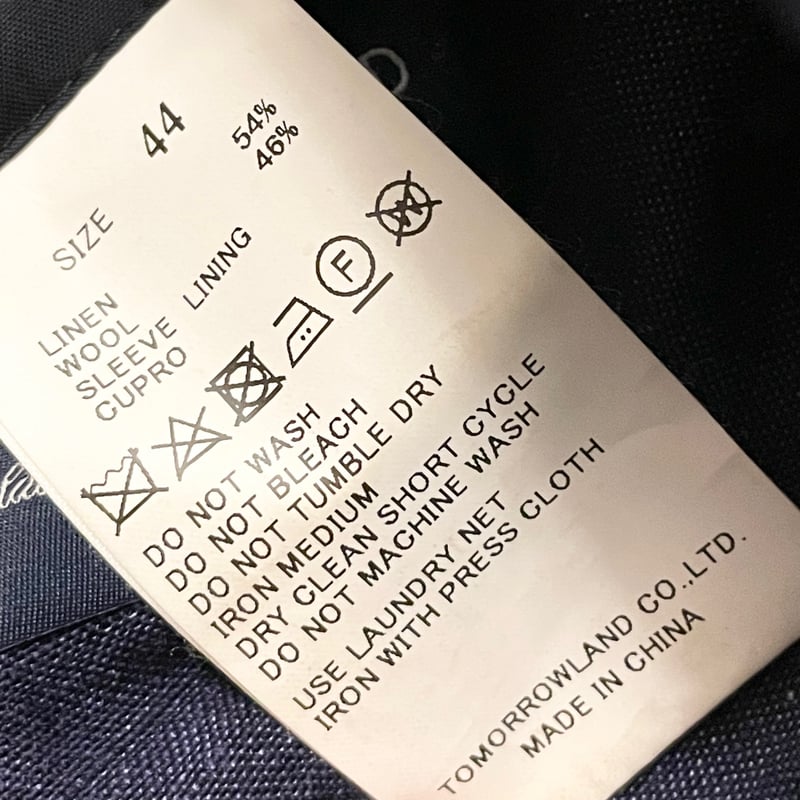 SIZE 44
LINEN 54%
WOOL 46%
SLEEVE LINING
CUPRO
F
W
DO NOT WASH
DO NOT BLEACH
DO NOT TUMBLE DRY
IRON MEDIUM
DRY CLEAN SHORT CYCLE
DO NOT MACHINE WASH
USE LAUNDRY NET
IRON WITH PRESS CLOTH
TOMORROWLAND CO.,LTD.
MADE IN CHINA